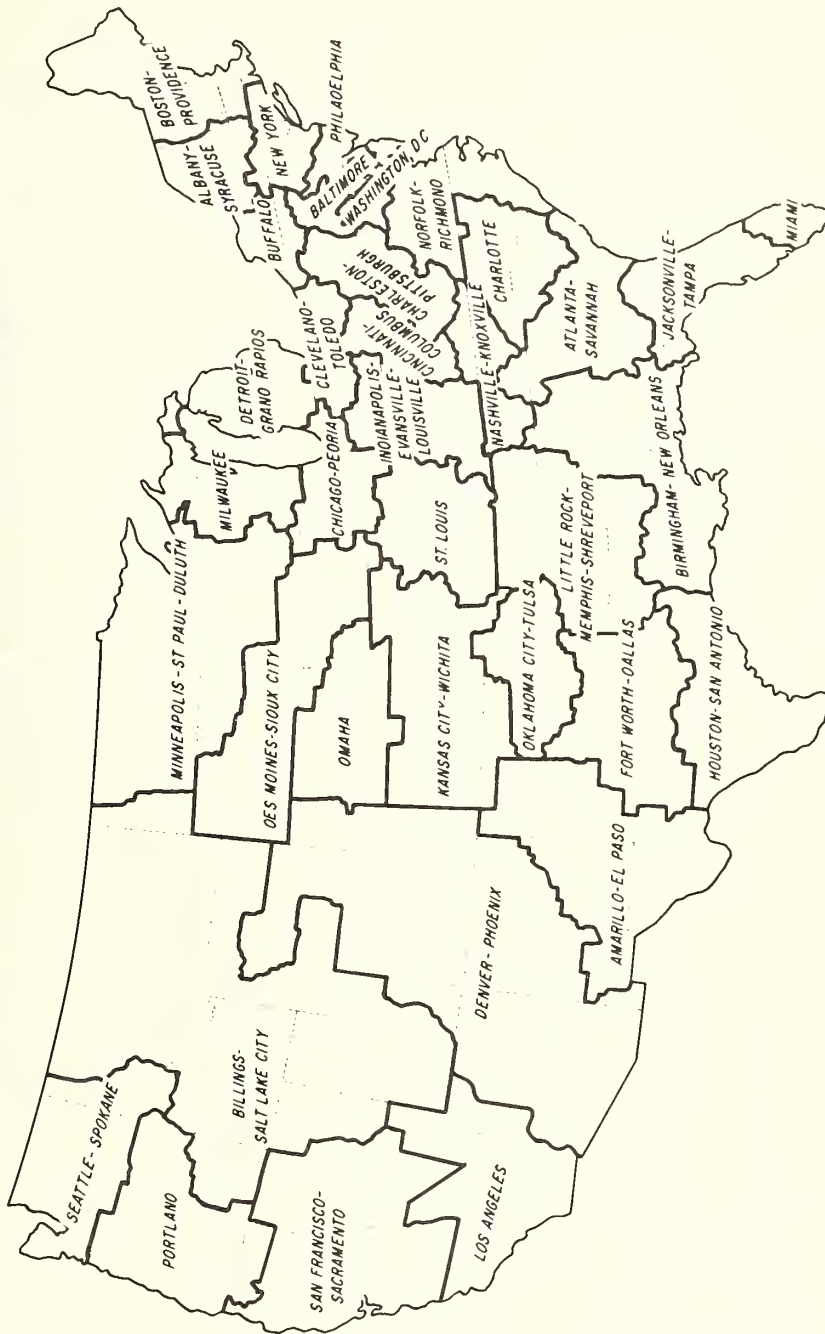 SEATTLE-SPOKANE
PORTLAND
BILLINGS-
SALT LAKE CITY
SAN FRANCISCO-
SACRAMENTO
LOS ANGELES
DENVER-PHOENIX
AMARILLO-EL PASO
MINNEAPOLIS-ST PAUL-DULUTH
DES MOINES-SIOUX CITY
OMAHA
KANSAS CITY-WICHITA
OKLAHOMA CITY-TULSA
FORT WORTH-DALLAS
HOUSTON-SAN ANTONIO
MILWAUKEE
CHICAGO-PEORIA
ST. LOUIS
LITTLE ROCK-
MEMPHIS-SHREVEPORT
BIRMINGHAM-NEW ORLEANS
DETROIT-
GRAND RAPIDS
CLEVELAND-
TOLEDO
INDIANAPOLIS-
EVANSVILLE-
LOUISVILLE
CINCINNATI-
COLUMBUS
CHARLESTON-
PITTSBURGH
NASHVILLE-KNOXVILLE
CHARLOTTE
ATLANTA-
SAVANNAH
JACKSONVILLE-
TAMPA
MIAMI
BOSTON-
PROVIDENCE
ALBANY-
SYRACUSE
BUFFALO
NEW YORK
PHILADELPHIA
BALTIMORE
WASHINGTON, DC
NORFOLK-
RICHMOND